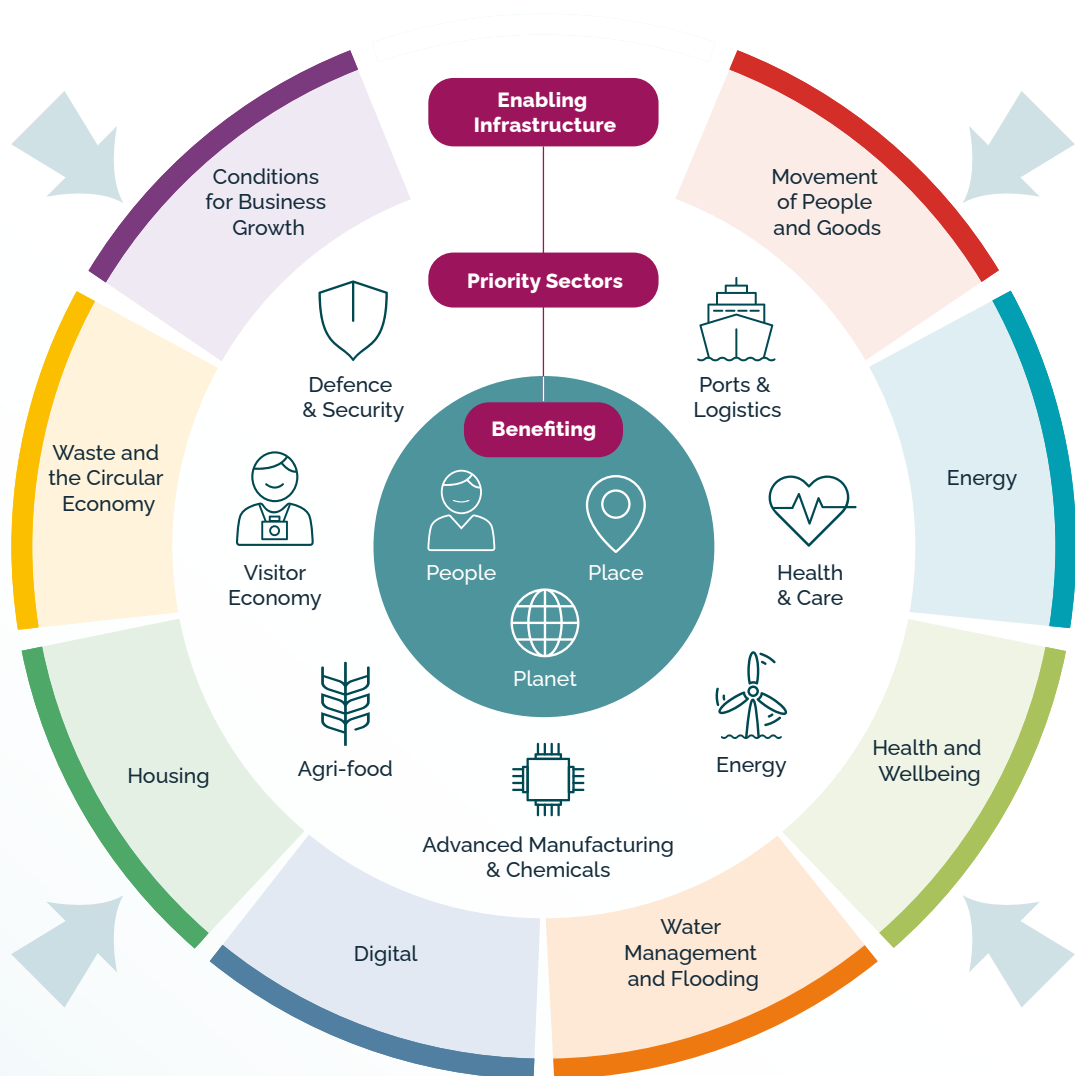 Enabling
Infrastructure
Conditions
for Business
Growth
Movement
of People
and Goods
Priority Sectors
Defence
& Security
Ports &
Logistics
Benefiting
Waste and
the Circular
Economy
Energy
Visitor
Economy
People
Place
Health
& Care
Planet
Housing
Agri-food
Energy
Health and
Wellbeing
Advanced Manufacturing
& Chemicals
Digital
Water
Management
and Flooding